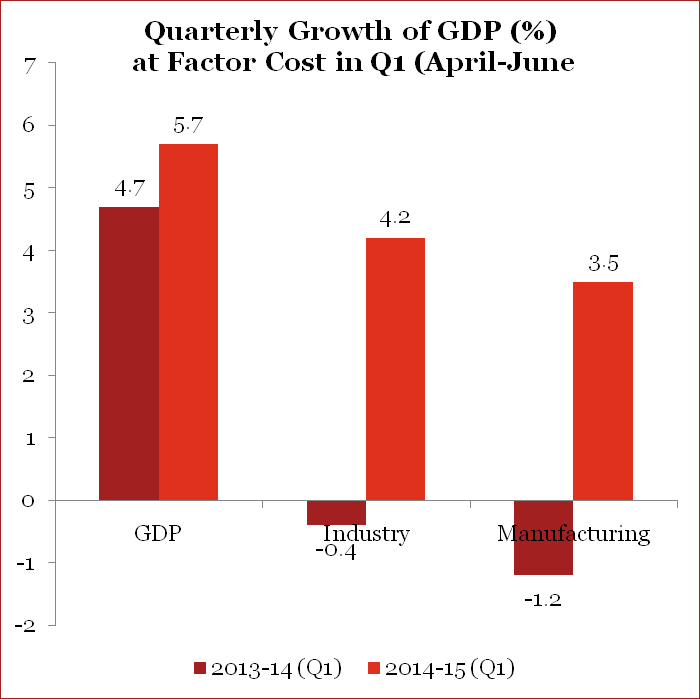 Quarterly Growth of GDP (%)
at Factor Cost in Q1 (April-June
7
6
5
4
3
2
1
0
-1
-2
4.7
5.7
-0.4
4.2
-1.2
3.5
GDP
Industry
Manufacturing
2013-14 (Q1)
2014-15 (Q1)